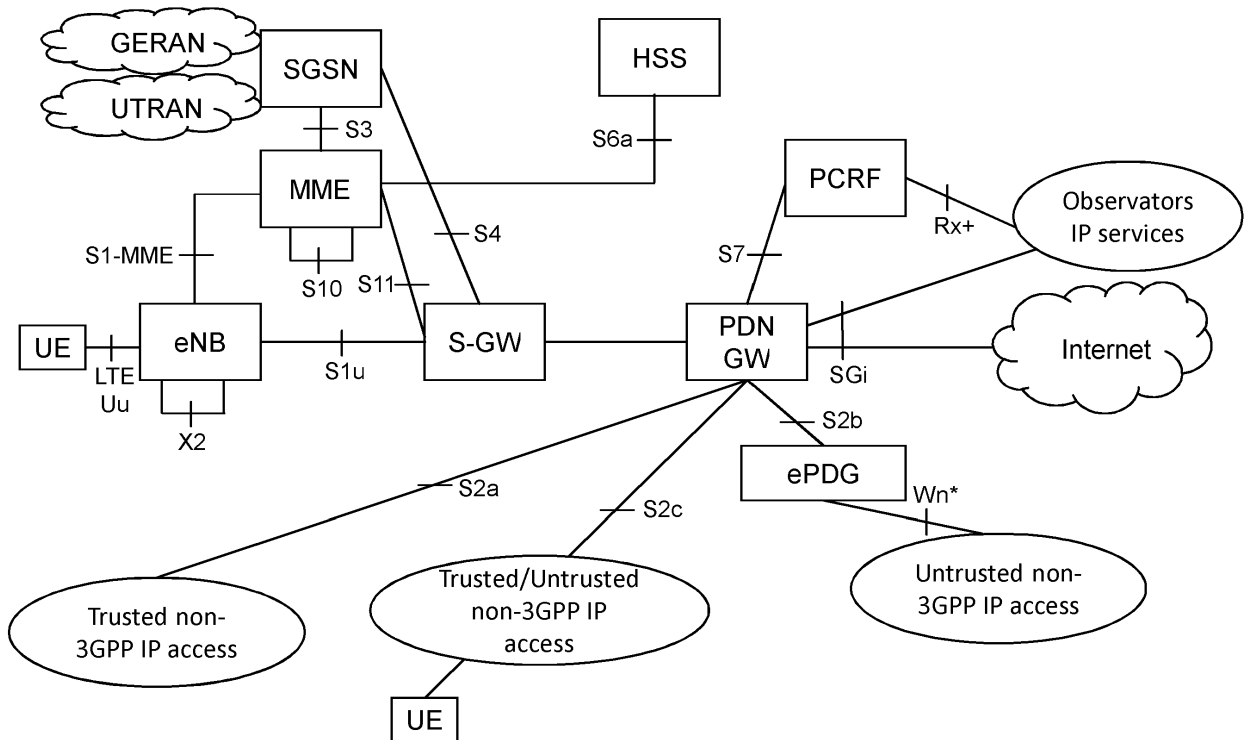 GERAN
SGSN
HSS
UTRAN
S3
S6a
MME
PCRF
Observators
IP services
Rx+
S4
S1-MME
S7
S10
S11
UE
eNB
S-GW
PDN
GW
Internet
LTE
Uu
S1u
SGi
X2
S2b
ePDG
S2a
Wn*
S2c
Trusted/Untrusted
non-3GPP IP
access
Untrusted non-
3GPP IP access
Trusted non-
3GPP IP access
UE